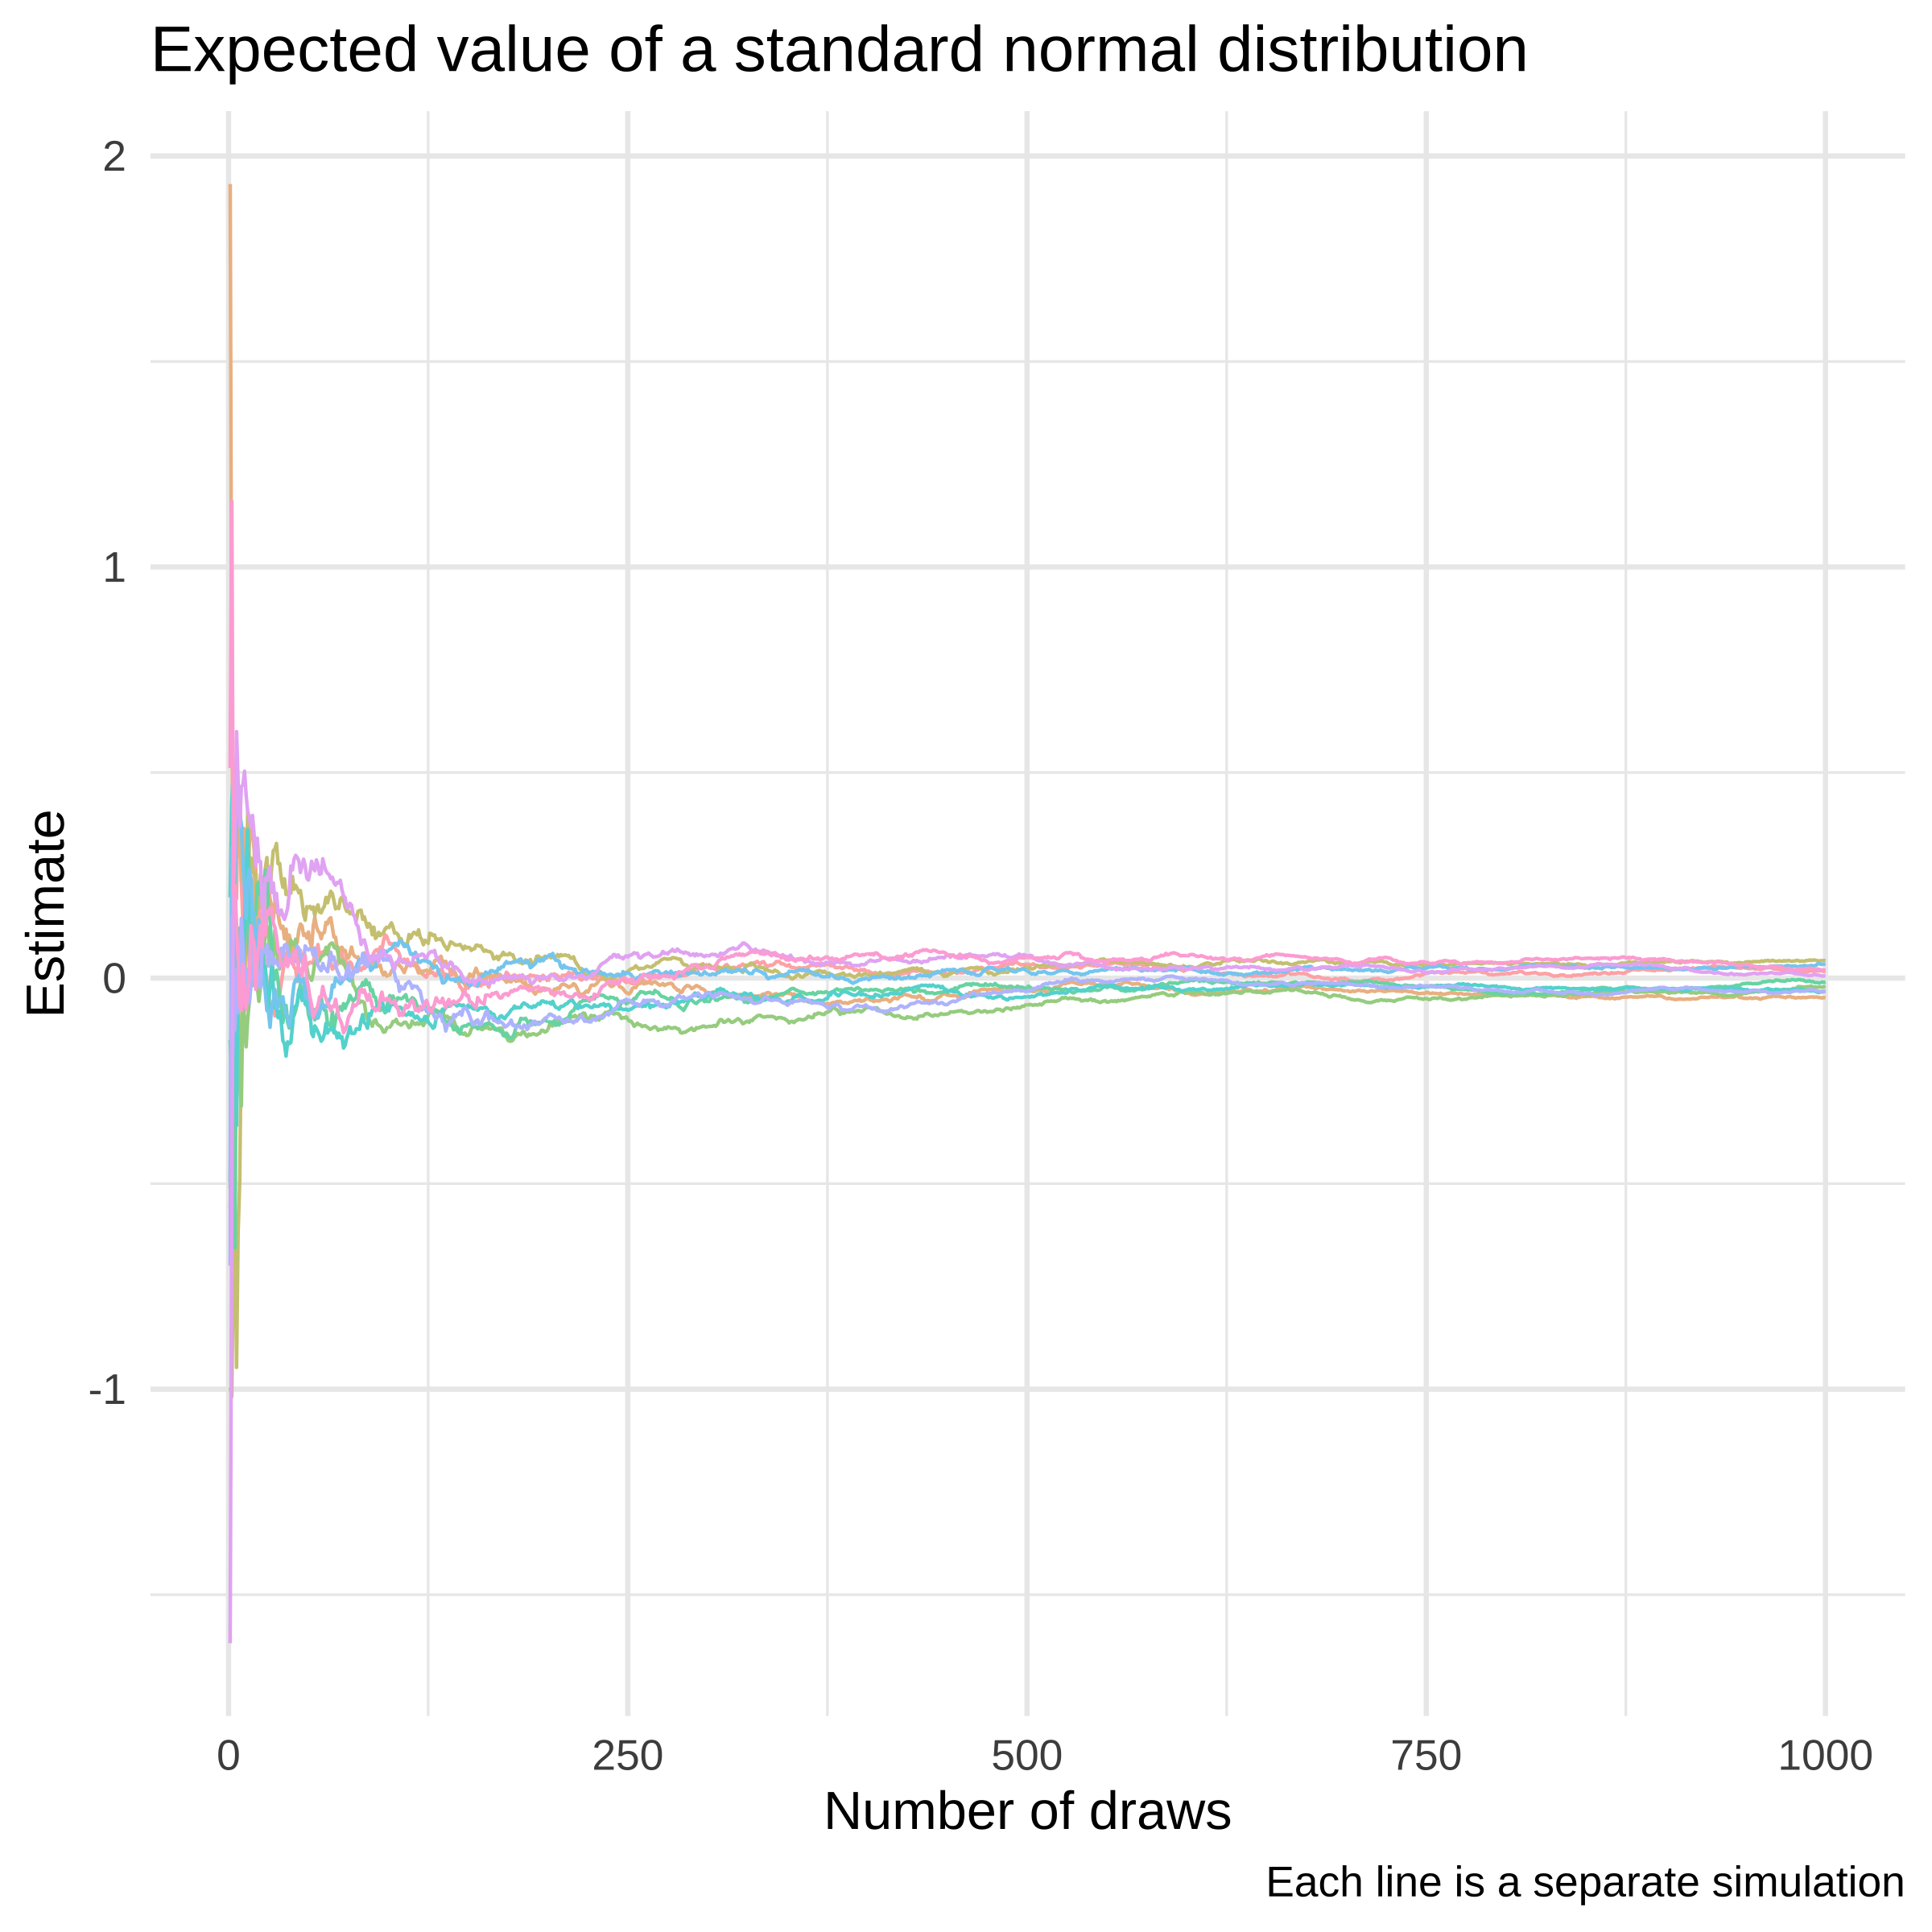 Expected value of a standard normal distribution
2
1
0
-1
Estimate
0 250 500 750 1000
Number of draws
Each line is a separate simulation